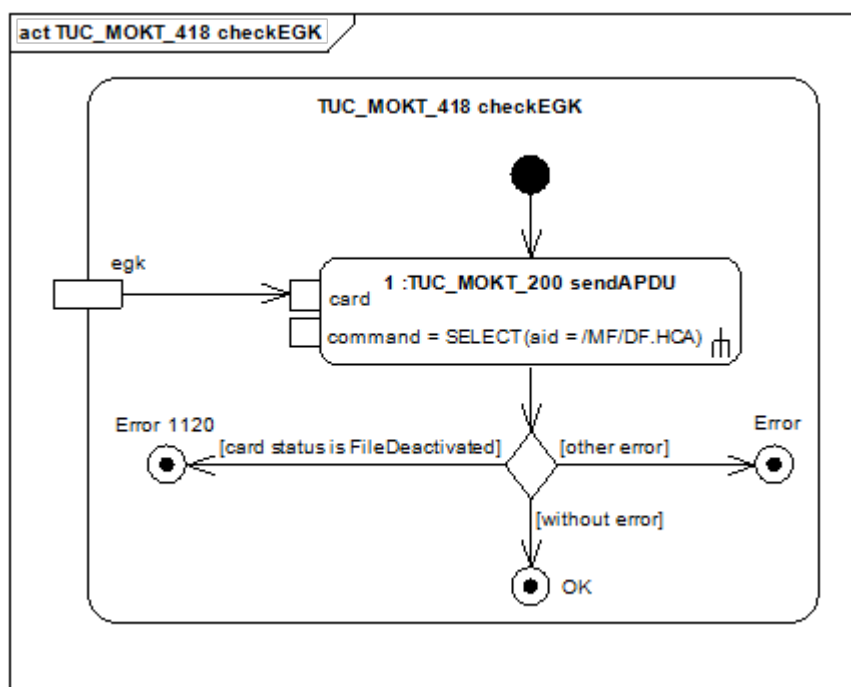 act TUC_MOKT_418 checkEGK
TUC_MOKT_418 checkEGK
egk
1 :TUC_MOKT_200 sendAPDU
card
command = SELECT(aid = /MF/DF.HCA)
Error 1120
Error
[card status is FileDeactivated]
[other error]
[without error]
OK